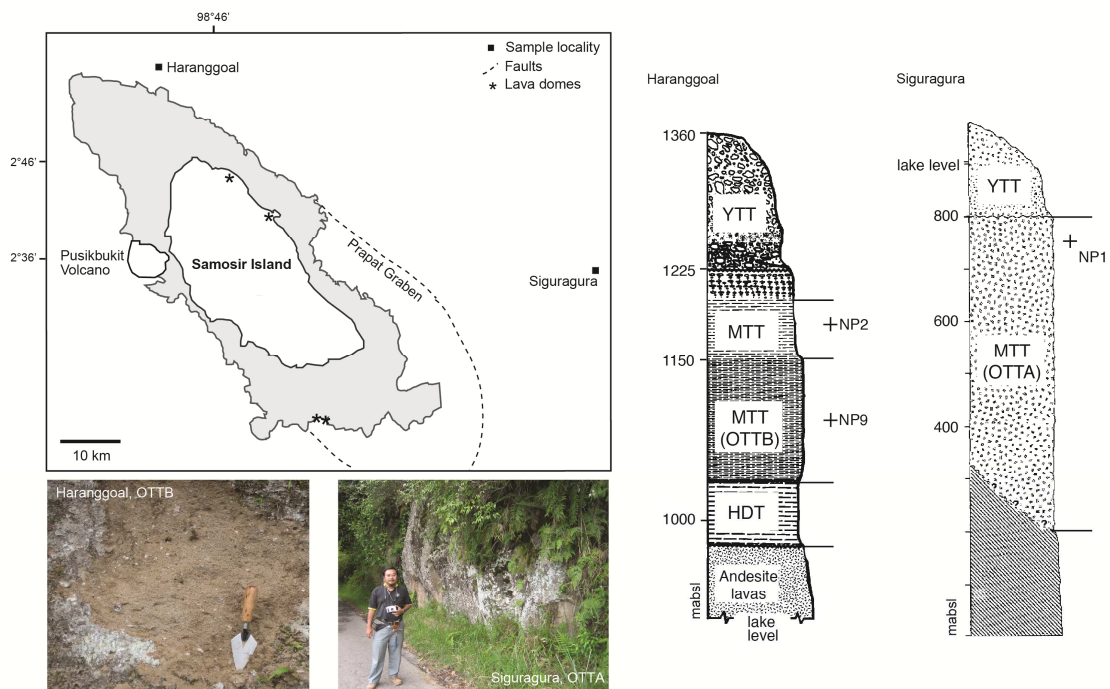 98°46'
Sample locality
Faults
Lava domes
Haranggoal
2°46'
2°36'
Pusikbukit
Volcano
Samosir Island
Prapat Graben
Siguragura
10 km
Haranggoal, OTTB
Siguragura, OTTA
Haranggoal
1360
YTT
1225
MTT
NP2
1150
MTT
(OTTB)
NP9
HDT
1000
Andesite
lavas
mabsl
lake
level
Siguragura
lake level
YTT
800
NP1
600
MTT
(OTTA)
400
?
mabsl